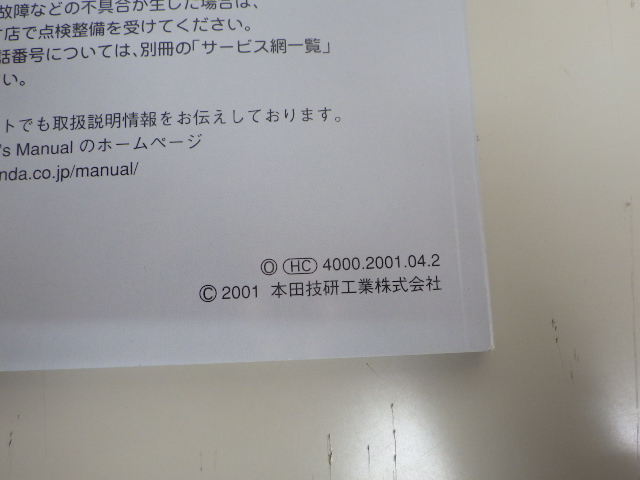 故障などの不具合が生じた場合は、
店で点検整備を受けてください。
話番号については、別冊の「サービス網一覧」
い。
トでも取扱説明情報をお伝えしております。
's Manual のホームページ
nda.co.jp/manual/
Ⓞ HC 4000.2001.04.2
© 2001 本田技研工業株式会社